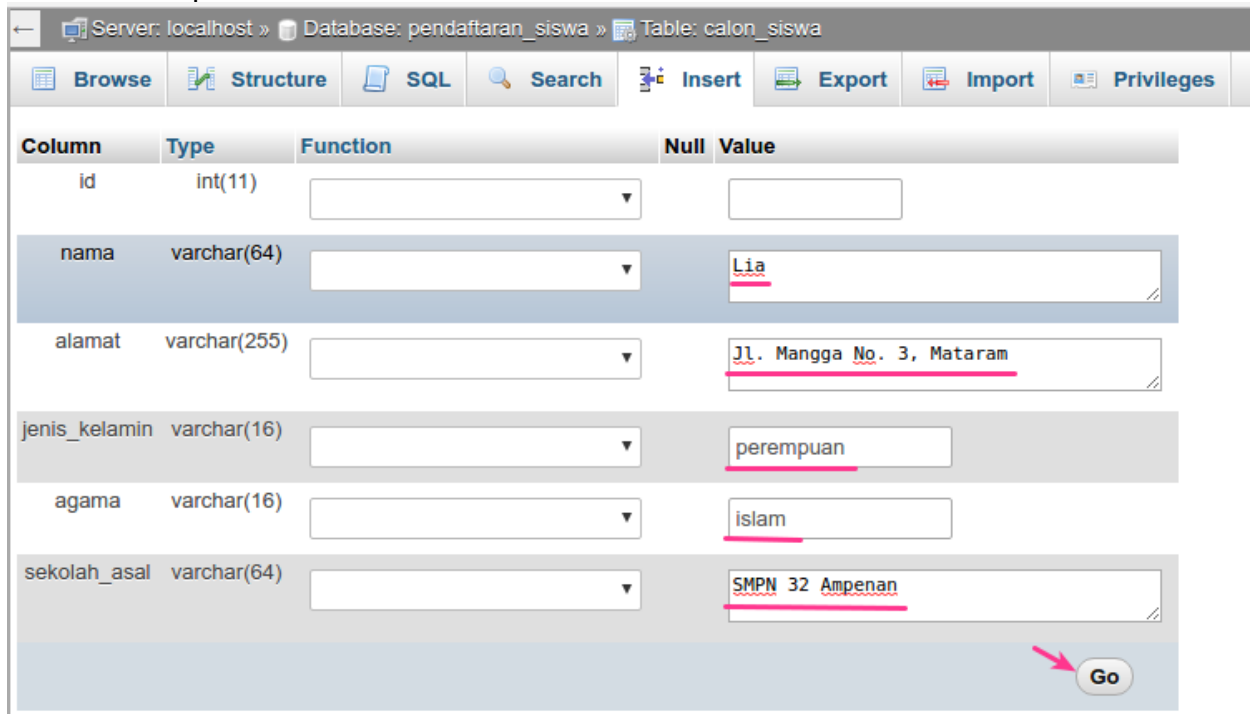 ← Server: localhost » Database: pendaftaran_siswa » Table: calon_siswa
Browse Structure SQL Search Insert Export Import Privileges
Column Type Function Null Value
id int(11)
nama varchar(64) Lia
alamat varchar(255) Jl. Mangga No. 3, Mataram
jenis_kelamin varchar(16) perempuan
agama varchar(16) islam
sekolah_asal varchar(64) SMPN 32 Ampenan
Go